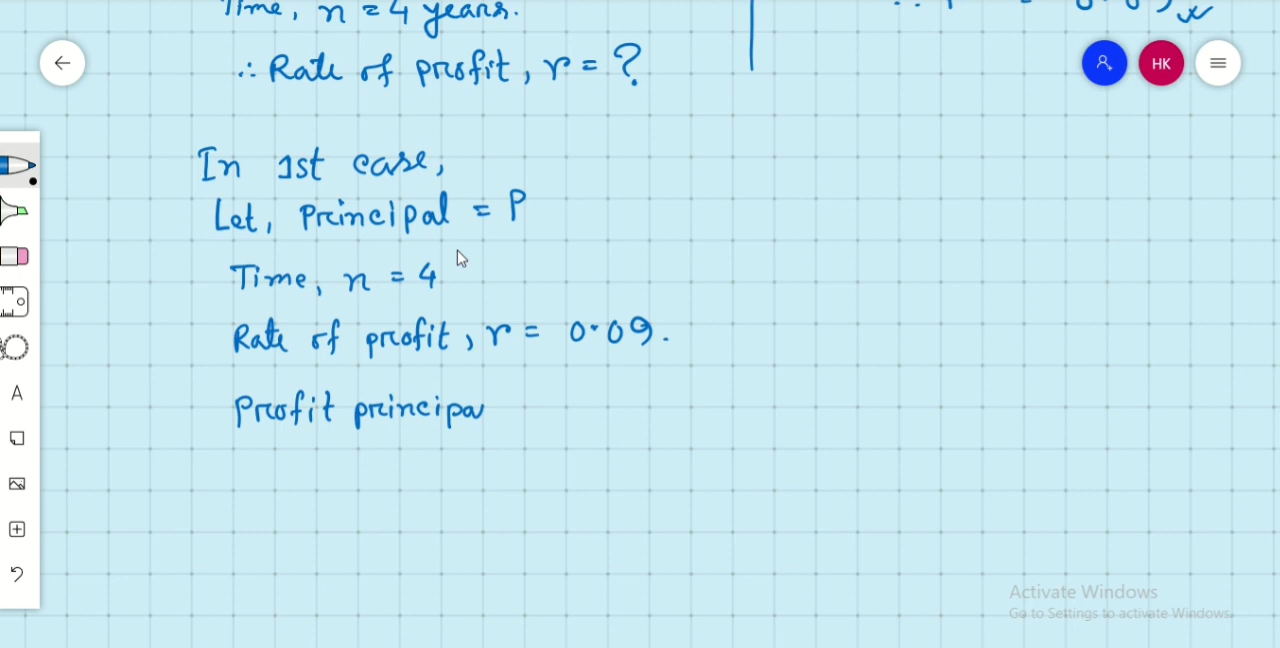 Time, n = 4 years.
∴ Rate of profit, r = ?
HK
In 1st case,
Let, Principal = P
Time, n = 4
Rate of profit, r = 0.09.
Profit principa
A
Activate Windows
Go to Settings to activate Windows.